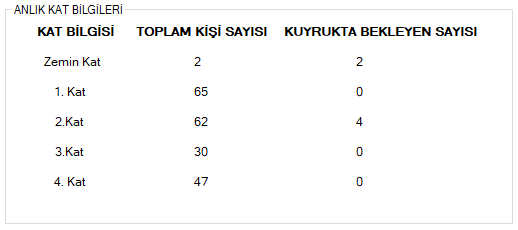 ANLIK KAT BİLGİLERİ
KAT BİLGİSİ TOPLAM KİŞİ SAYISI KUYRUKTA BEKLEYEN SAYISI
Zemin Kat 2 2
1. Kat 65 0
2.Kat 62 4
3.Kat 30 0
4. Kat 47 0